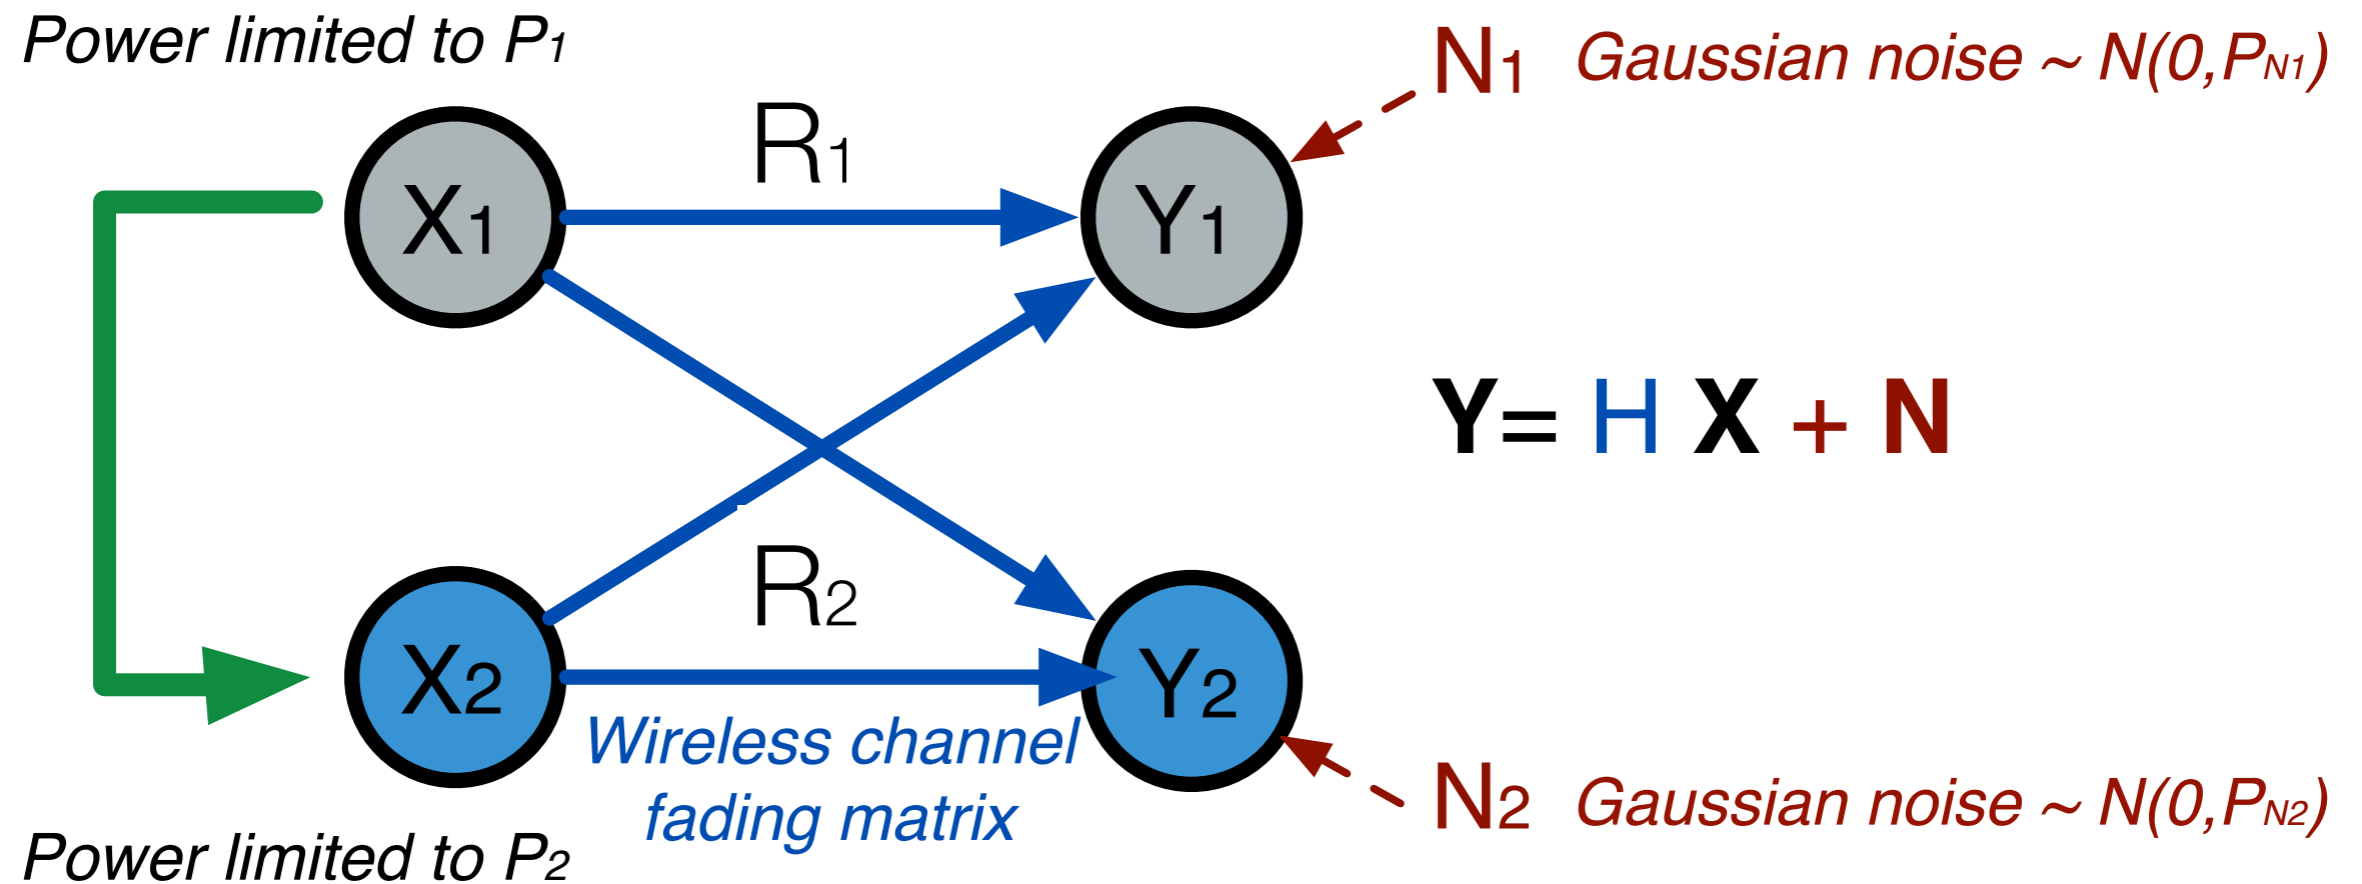 Power limited to P1
N1 Gaussian noise ~ N(0,PN1)
R1
X1
Y1
Y= H X + N
R2
X2
Y2
Wireless channel
fading matrix
N2 Gaussian noise ~ N(0,PN2)
Power limited to P2